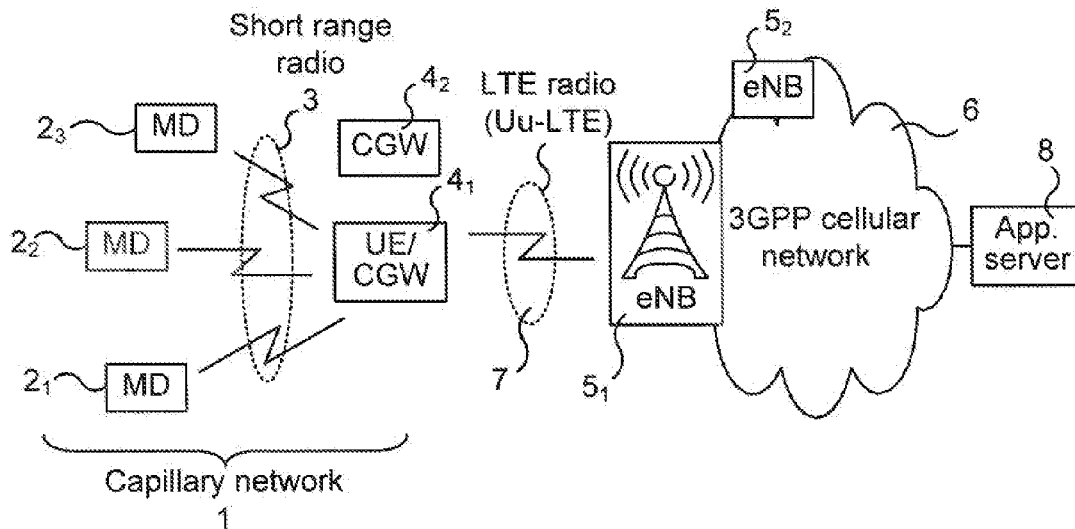 Short range
radio
3
2₃
MD
4₂
CGW
2₂
MD
4₁
UE/
CGW
2₁
MD
LTE radio
(Uu-LTE)
7
5₂
eNB
eNB
5₁
6
3GPP cellular
network
8
App.
server
Capillary network
1